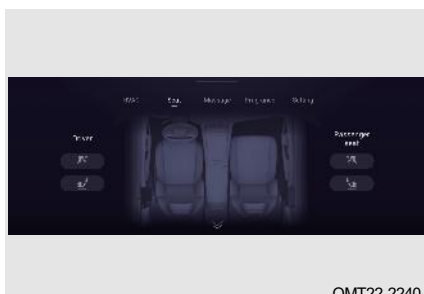 HVAC Seat Massage Fragrance Setting
Driver
Passenger
seat
OMT22-2240